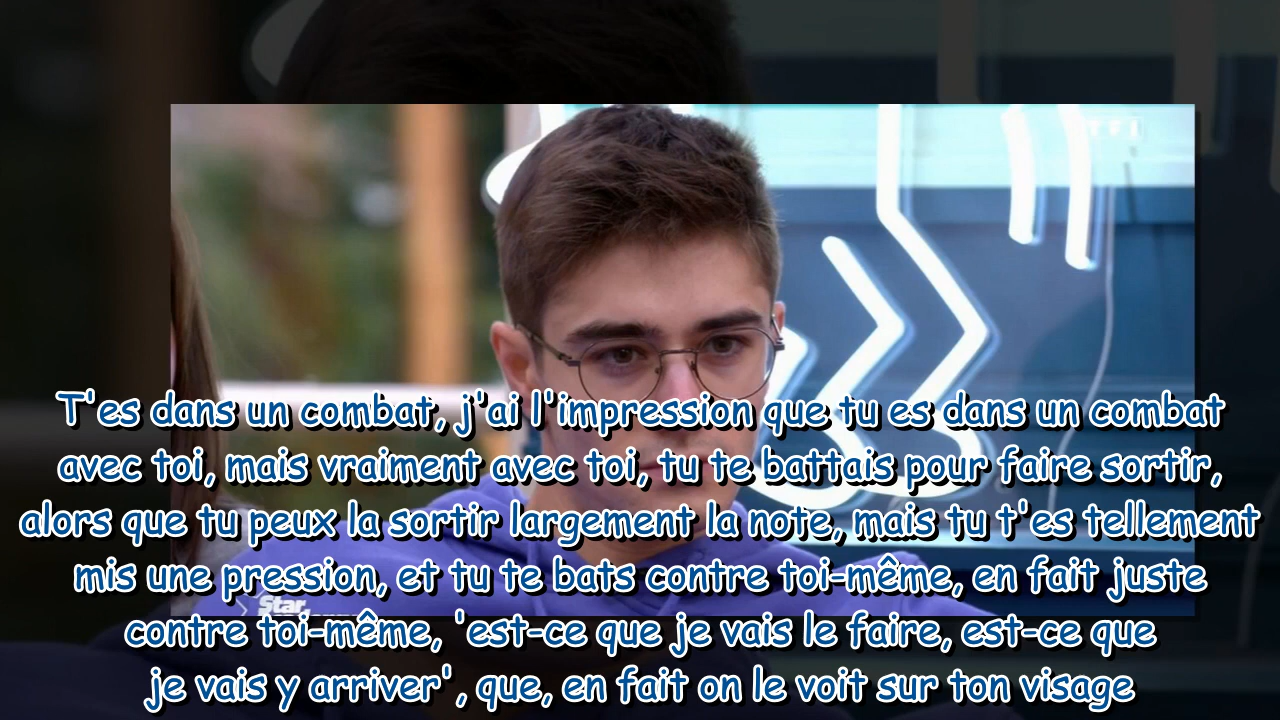 TF1
T'es dans un combat, j'ai l'impression que tu es dans un combat
avec toi, mais vraiment avec toi, tu te battais pour faire sortir,
alors que tu peux la sortir largement la note, mais tu t'es tellement
mis une pression, et tu te bats contre toi-même, en fait juste
Star
contre toi-même, 'est-ce que je vais le faire, est-ce que
je vais y arriver', que, en fait on le voit sur ton visage